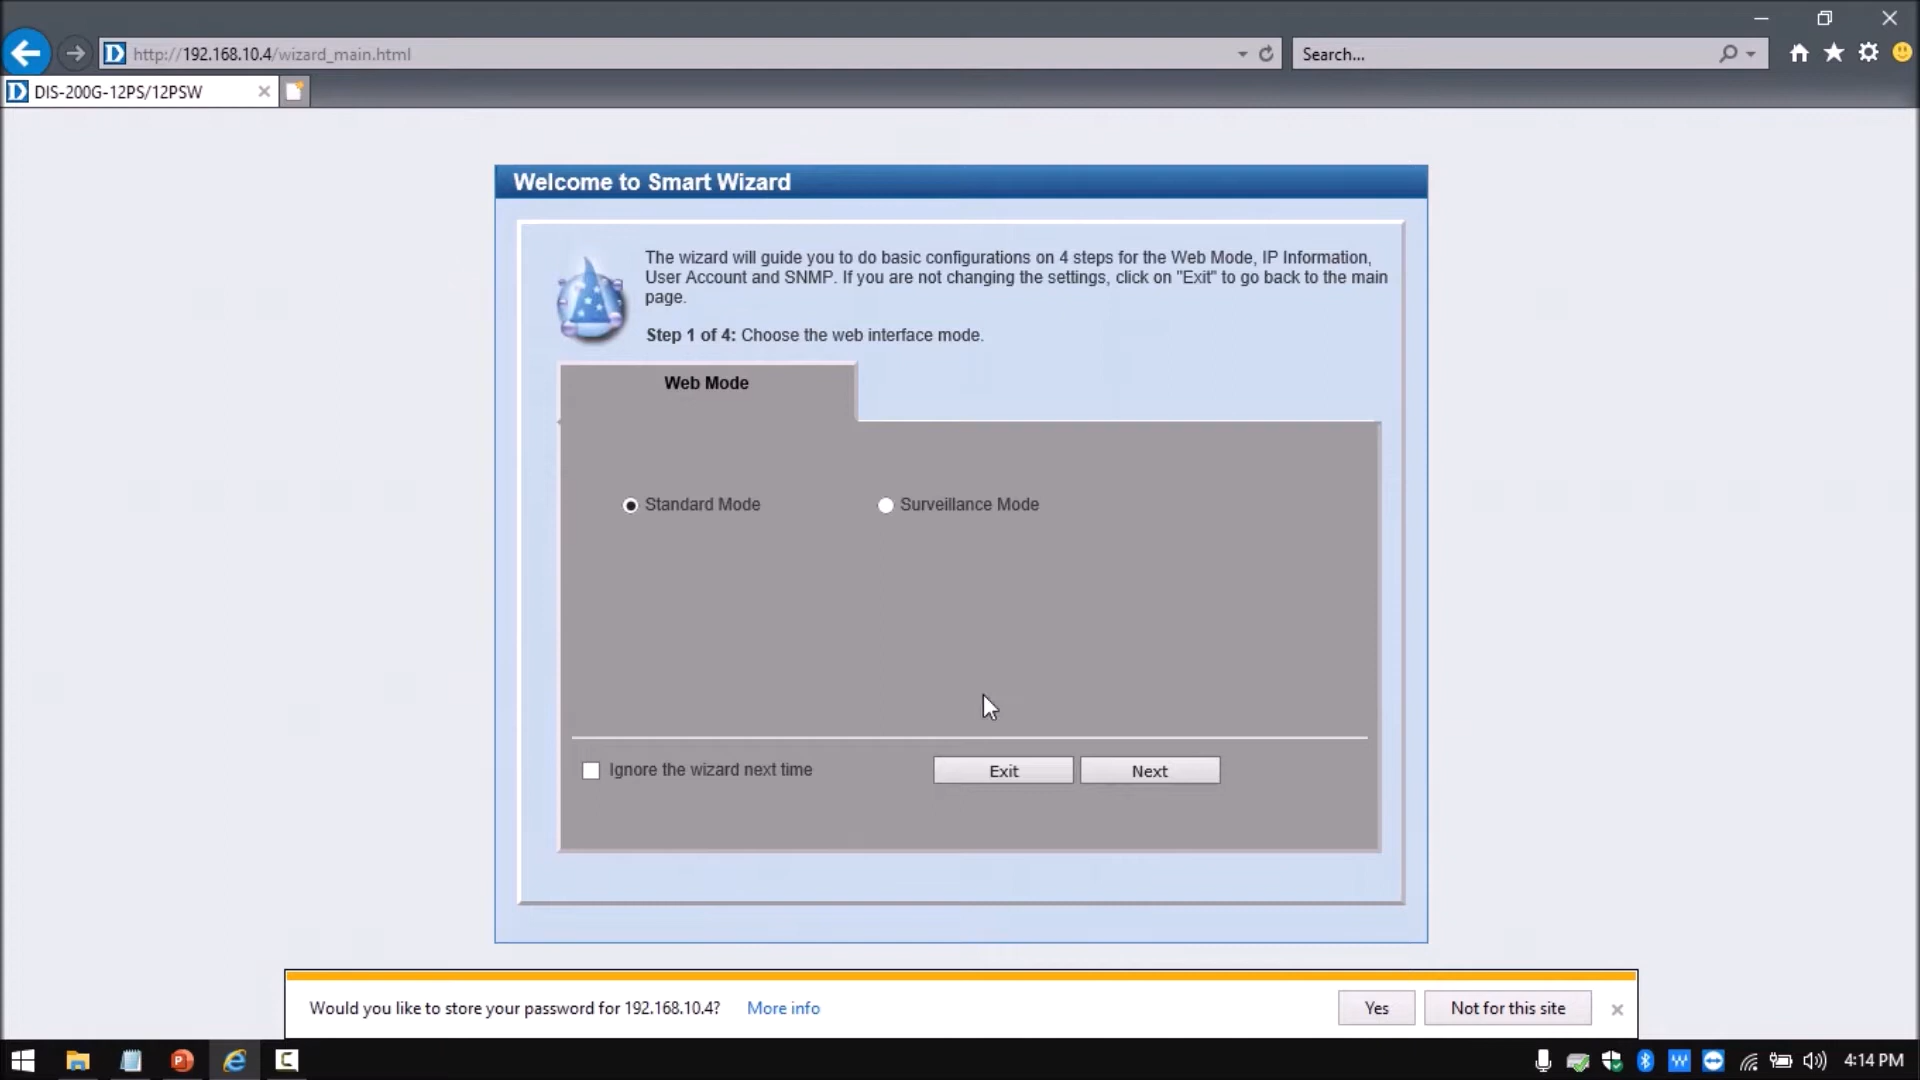 http://192.168.10.4/wizard_main.html
Search...
DIS-200G-12PS/12PSW
Welcome to Smart Wizard
The wizard will guide you to do basic configurations on 4 steps for the Web Mode, IP Information,
User Account and SNMP. If you are not changing the settings, click on "Exit" to go back to the main
page.
Step 1 of 4: Choose the web interface mode.
Web Mode
Standard Mode
Surveillance Mode
Ignore the wizard next time
Exit
Next
Would you like to store your password for 192.168.10.4?
More info
Yes
Not for this site
4:14 PM